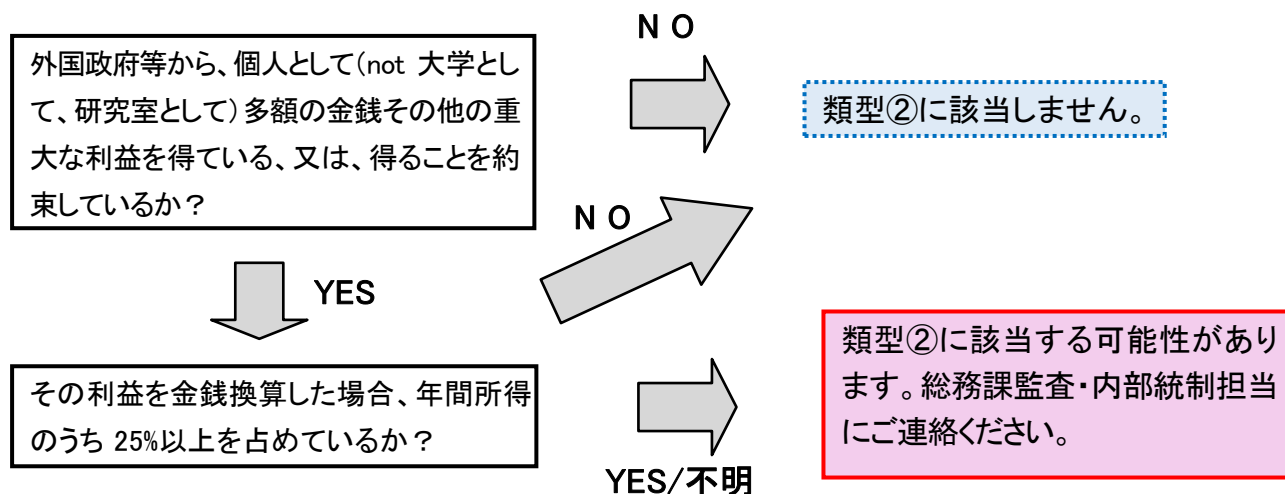 NO
外国政府等から、個人として(not 大学とし
て、研究室として)多額の金銭その他の重
大な利益を得ている、又は、得ることを約
束しているか?
類型②に該当しません。
NO
YES
その利益を金銭換算した場合、年間所得
のうち 25%以上を占めているか?
類型②に該当する可能性があり
ます。総務課監査・内部統制担当
にご連絡ください。
YES/不明